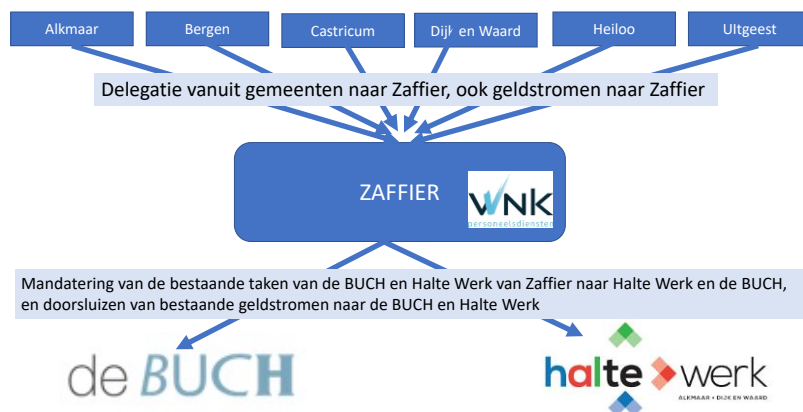 Alkmaar
Bergen
Castricum
Dijk en Waard
Heiloo
UItgeest
Delegatie vanuit gemeenten naar Zaffier, ook geldstromen naar Zaffier
ZAFFIER
WNK
personeelsdiensten
Mandatering van de bestaande taken van de BUCH en Halte Werk van Zaffier naar Halte Werk en de BUCH,
en doorsluizen van bestaande geldstromen naar de BUCH en Halte Werk
de BUCH
halte werk
ALKMAAR • DIJK EN WAARD